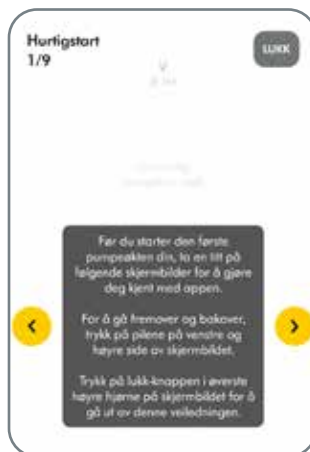 Hurtigstart
1/9
LUKK
Før du starter den første
pumpeøkten din, ta en titt på
følgende skjermbilder for å gjøre
deg kjent med appen.
For å gå fremover og bakover,
trykk på pilene på venstre og
høyre side av skjermbildet.
Trykk på lukk-knappen i øverste
høyre hjørne på skjermbildet for å
gå ut av denne veiledningen.